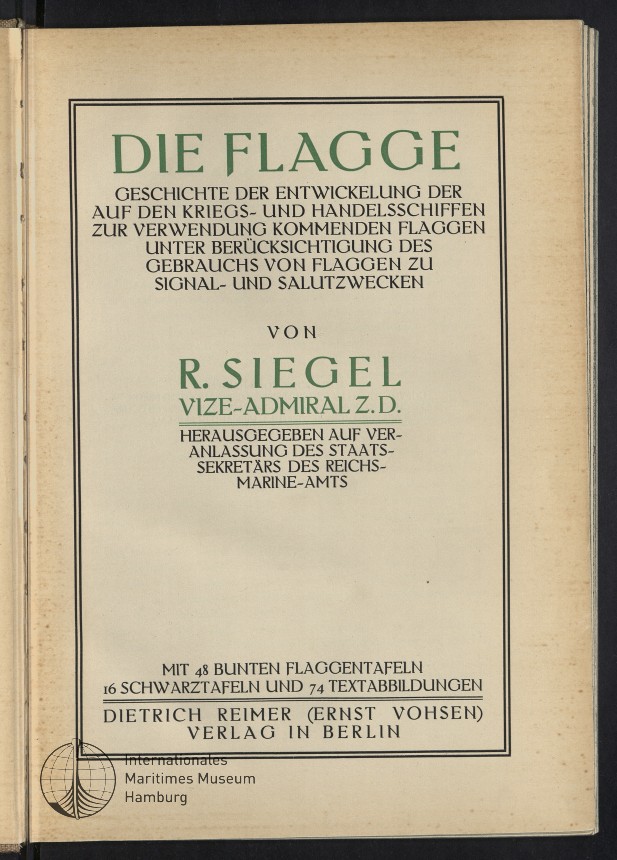 DIE FLAGGE
GESCHICHTE DER ENTWICKELUNG DER
AUF DEN KRIEGS- UND HANDELSSCHIFFEN
ZUR VERWENDUNG KOMMENDEN FLAGGEN
UNTER BERÜCKSICHTIGUNG DES
GEBRAUCHS VON FLAGGEN ZU
SIGNAL- UND SALUTZWECKEN
VON
R. SIEGEL
VIZE-ADMIRAL Z. D.
HERAUSGEGEBEN AUF VER-
ANLASSUNG DES STAATS-
SEKRETÄRS DES REICHS-
MARINE-AMTS
MIT 48 BUNTEN FLAGGENTAFELN
16 SCHWARZTAFELN UND 74 TEXTABBILDUNGEN
DIETRICH REIMER (ERNST VOHSEN)
VERLAG IN BERLIN
Internationales
Maritimes Museum
Hamburg